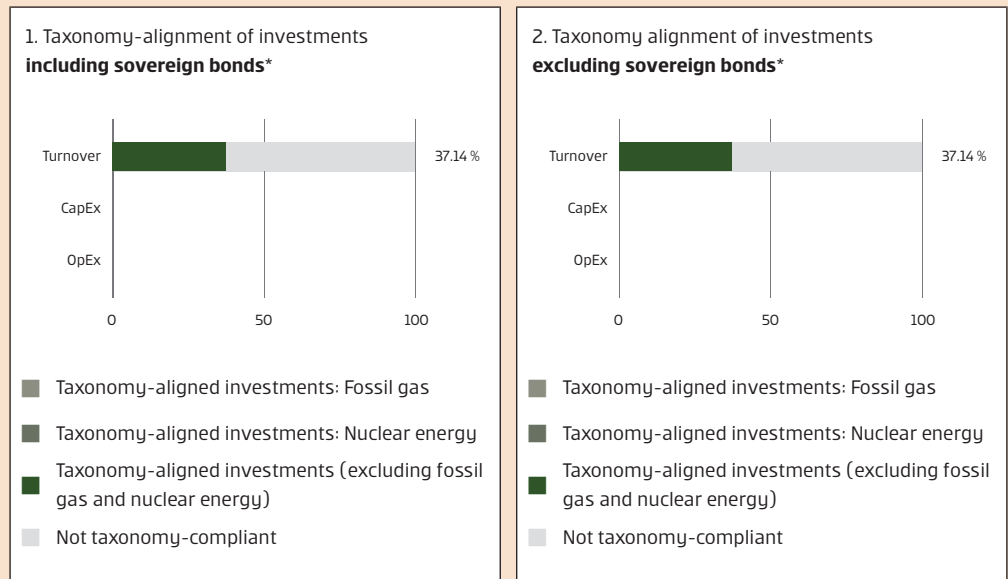 1. Taxonomy-alignment of investments
including sovereign bonds*
Turnover
37.14 %
CapEx
OpEx
0
50
100
Taxonomy-aligned investments: Fossil gas
Taxonomy-aligned investments: Nuclear energy
Taxonomy-aligned investments (excluding fossil
gas and nuclear energy)
Not taxonomy-compliant
2. Taxonomy alignment of investments
excluding sovereign bonds*
Turnover
37.14 %
CapEx
OpEx
0
50
100
Taxonomy-aligned investments: Fossil gas
Taxonomy-aligned investments: Nuclear energy
Taxonomy-aligned investments (excluding fossil
gas and nuclear energy)
Not taxonomy-compliant